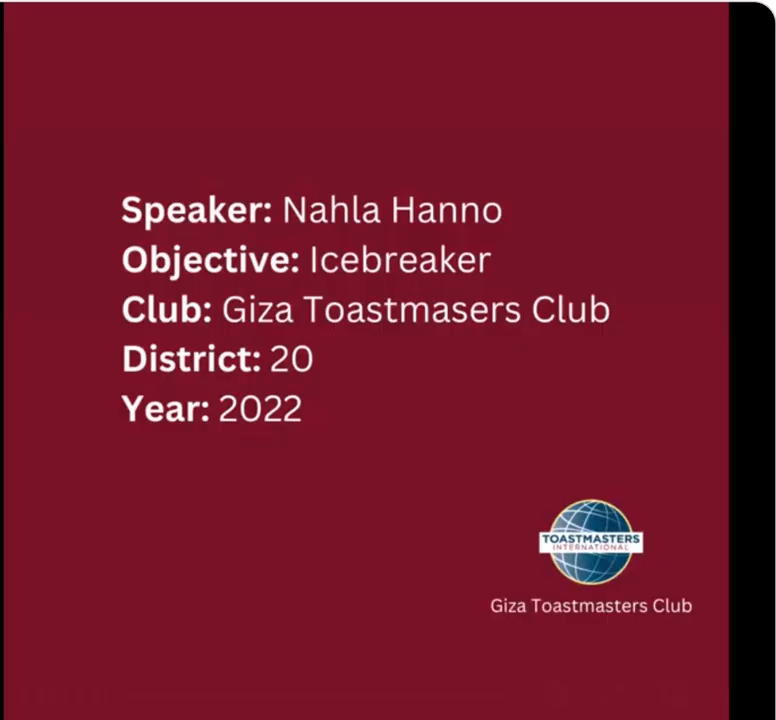 Speaker: Nahla Hanno
Objective: Icebreaker
Club: Giza Toastmasers Club
District: 20
Year: 2022
TOASTMASTERS
INTERNATIONAL
Giza Toastmasters Club